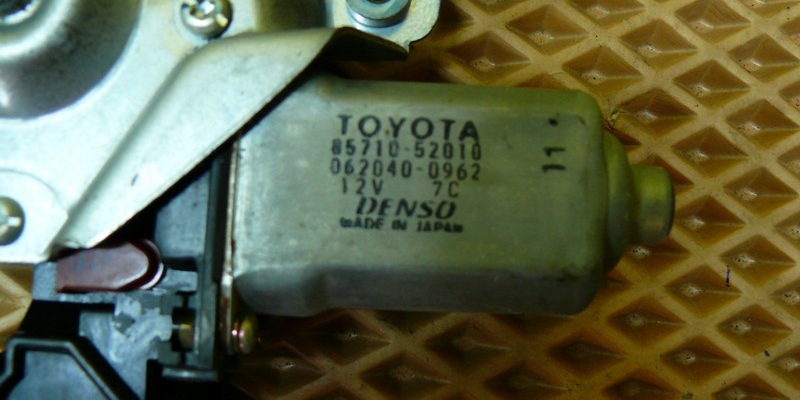 TOYOTA
85710-52010
062040-0962
12V 7C
DENSO
MADE IN JAPAN
11